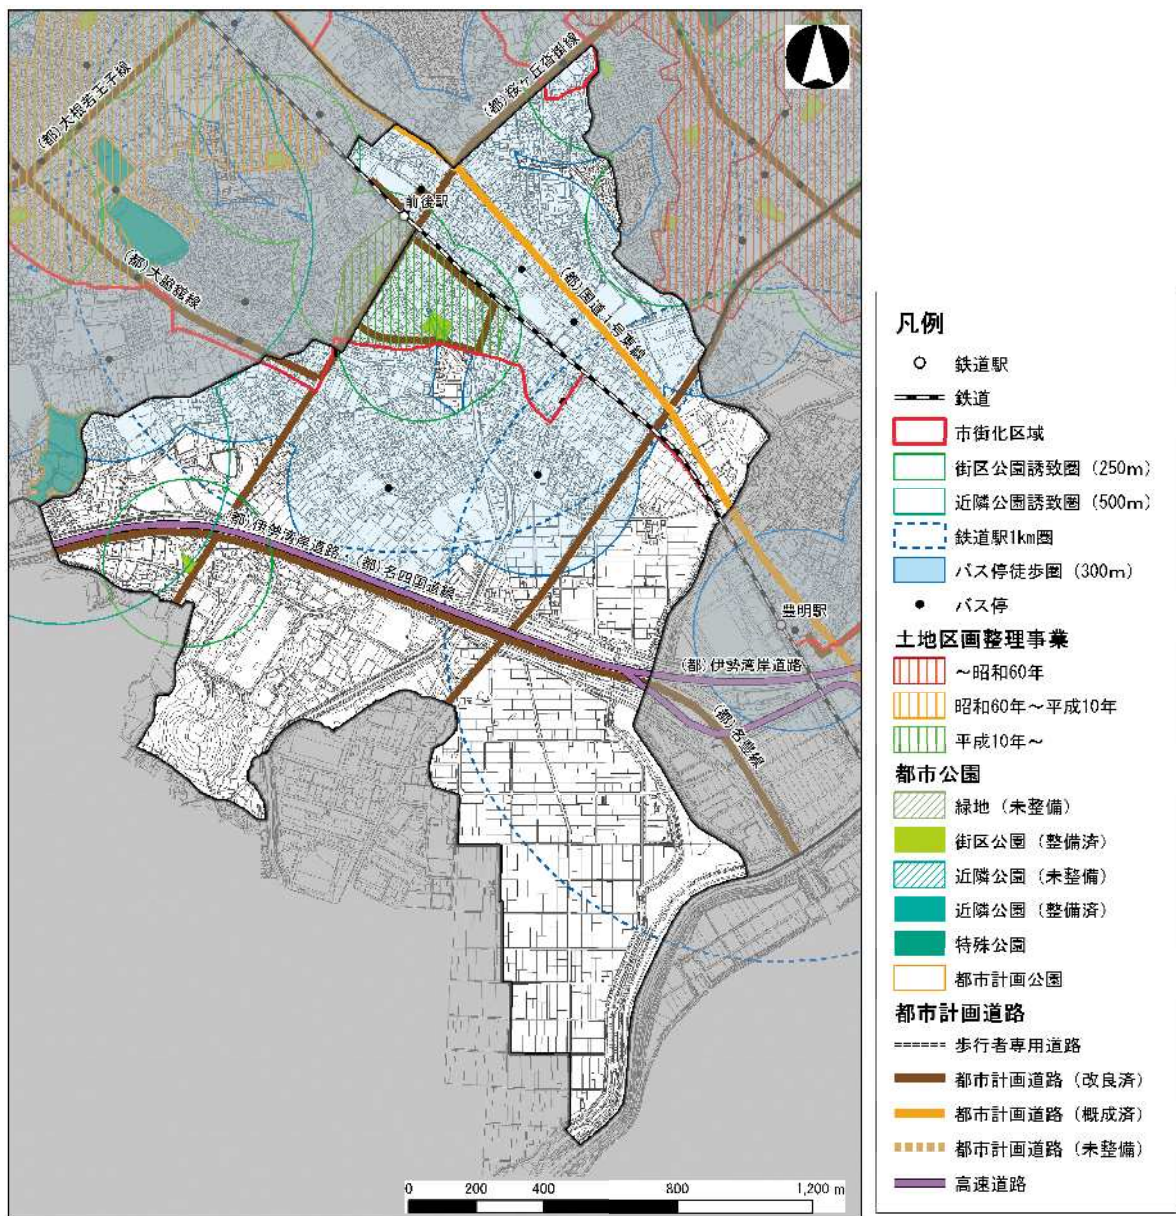 (都)大根若王子線
(都)桜ヶ丘沓掛線
前後駅
(都)大脇舘線
(都)国道1号東線
(都)伊勢湾岸道路
(都)名四国道線
豊明駅
(都)伊勢湾岸道路
(都)名豊線
0 200 400 800 1,200 m
凡例
鉄道駅
鉄道
市街化区域
街区公園誘致圏(250m)
近隣公園誘致圏(500m)
鉄道駅1km圏
バス停徒歩圏(300m)
バス停
土地区画整理事業
~昭和60年
昭和60年~平成10年
平成10年~
都市公園
緑地(未整備)
街区公園(整備済)
近隣公園(未整備)
近隣公園(整備済)
特殊公園
都市計画公園
都市計画道路
歩行者専用道路
都市計画道路(改良済)
都市計画道路(概成済)
都市計画道路(未整備)
高速道路